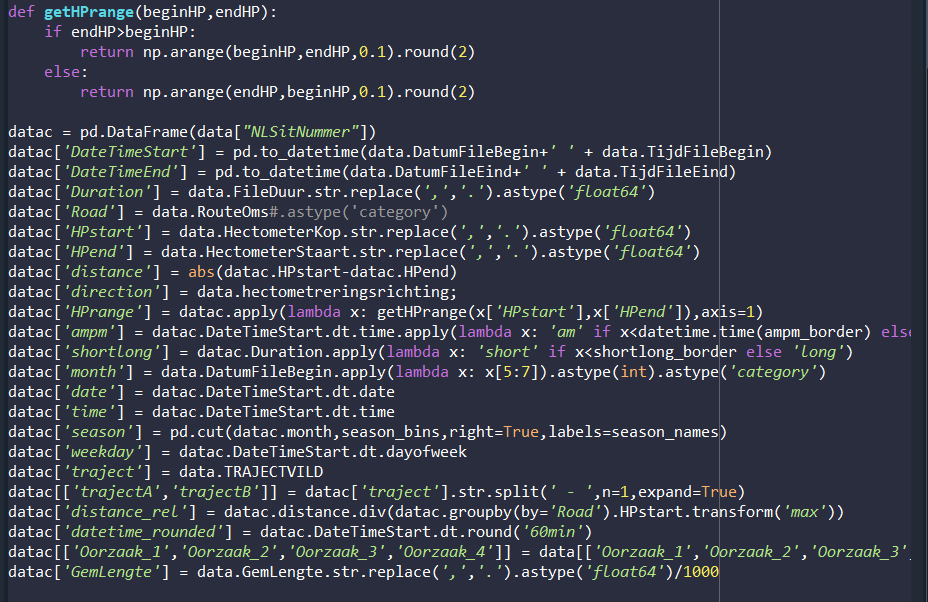 def getHPrange(beginHP,endHP):
    if endHP>beginHP:
        return np.arange(beginHP,endHP,0.1).round(2)
    else:
        return np.arange(endHP,beginHP,0.1).round(2)
datac = pd.DataFrame(data["NLSitNummer"])
datac['DateTimeStart'] = pd.to_datetime(data.DatumFileBegin+' ' + data.TijdFileBegin)
datac['DateTimeEnd'] = pd.to_datetime(data.DatumFileEind+' ' + data.TijdFileEind)
datac['Duration'] = data.FileDuur.str.replace(',','.').astype('float64')
datac['Road'] = data.RouteOms#.astype('category')
datac['HPstart'] = data.HectometerKop.str.replace(',','.').astype('float64')
datac['HPend'] = data.HectometerStaart.str.replace(',','.').astype('float64')
datac['distance'] = abs(datac.HPstart-datac.HPend)
datac['direction'] = data.hectometreringsrichting;
datac['HPrange'] = datac.apply(lambda x: getHPrange(x['HPstart'],x['HPend']),axis=1)
datac['ampm'] = datac.DateTimeStart.dt.time.apply(lambda x: 'am' if x<datetime.time(ampm_border) else
datac['shortlong'] = datac.Duration.apply(lambda x: 'short' if x<shortlong_border else 'long')
datac['month'] = data.DatumFileBegin.apply(lambda x: x[5:7]).astype(int).astype('category')
datac['date'] = datac.DateTimeStart.dt.date
datac['time'] = datac.DateTimeStart.dt.time
datac['season'] = pd.cut(datac.month,season_bins,right=True,labels=season_names)
datac['weekday'] = datac.DateTimeStart.dt.dayofweek
datac['traject'] = data.TRAJECTVILD
datac[['trajectA','trajectB']] = datac['traject'].str.split(' - ',n=1,expand=True)
datac['distance_rel'] = datac.distance.div(datac.groupby(by='Road').HPstart.transform('max'))
datac['datetime_rounded'] = datac.DateTimeStart.dt.round('60min')
datac[['Oorzaak_1','Oorzaak_2','Oorzaak_3','Oorzaak_4']] = data[['Oorzaak_1','Oorzaak_2','Oorzaak_3',
datac['GemLengte'] = data.GemLengte.str.replace(',','.').astype('float64')/1000